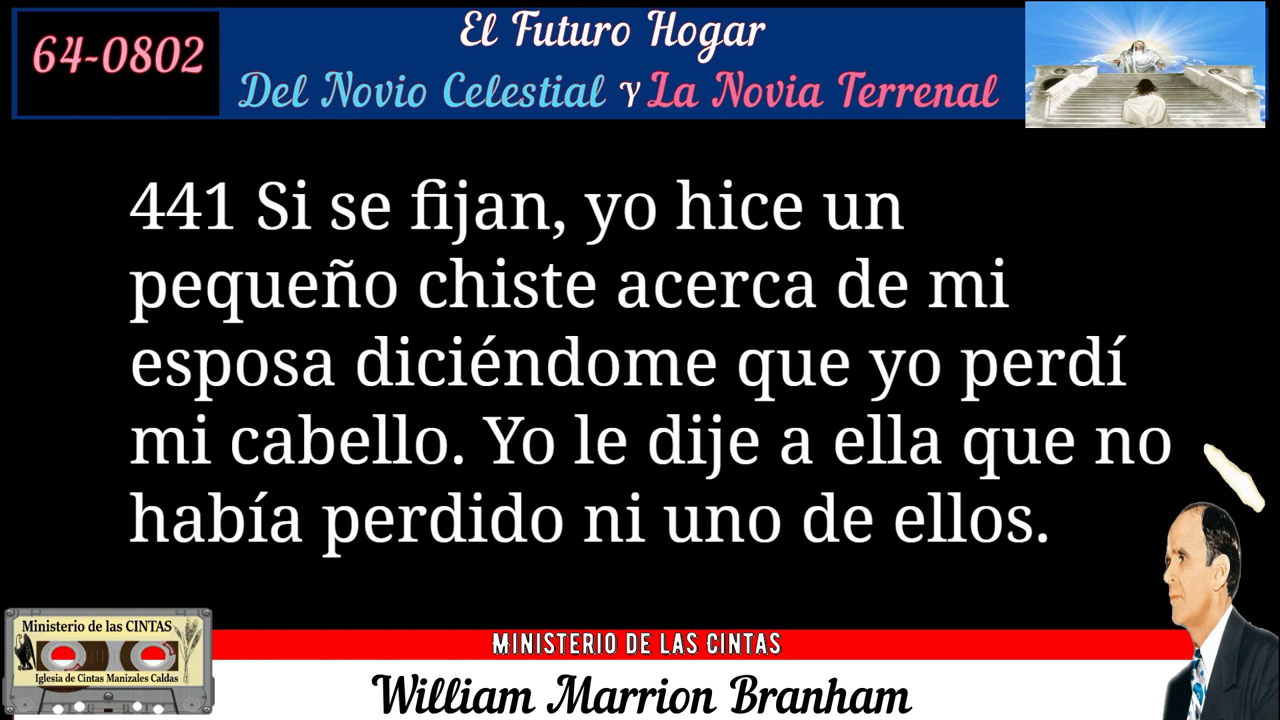 64-0802
El Futuro Hogar
Del Novio Celestial Y La Novia Terrenal
441 Si se fijan, yo hice un
pequeño chiste acerca de mi
esposa diciéndome que yo perdí
mi cabello. Yo le dije a ella que no
había perdido ni uno de ellos.
Ministerio de las CINTAS
Iglesia de Cintas Manizales Caldas
MINISTERIO DE LAS CINTAS
William Marrion Branham